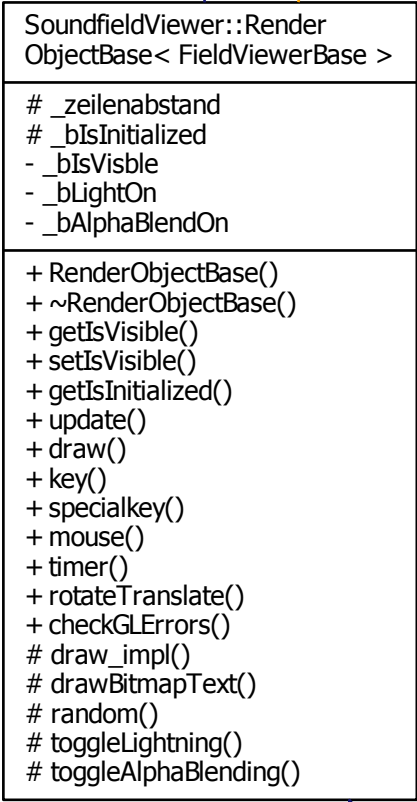 SoundfieldViewer::Render
ObjectBase< FieldViewerBase >
# _zeilenabstand
# _bIsInitialized
- _bIsVisble
- _bLightOn
- _bAlphaBlendOn
+ RenderObjectBase()
+ ~RenderObjectBase()
+ getIsVisible()
+ setIsVisible()
+ getIsInitialized()
+ update()
+ draw()
+ key()
+ specialkey()
+ mouse()
+ timer()
+ rotateTranslate()
+ checkGLErrors()
# draw_impl()
# drawBitmapText()
# random()
# toggleLightning()
# toggleAlphaBlending()